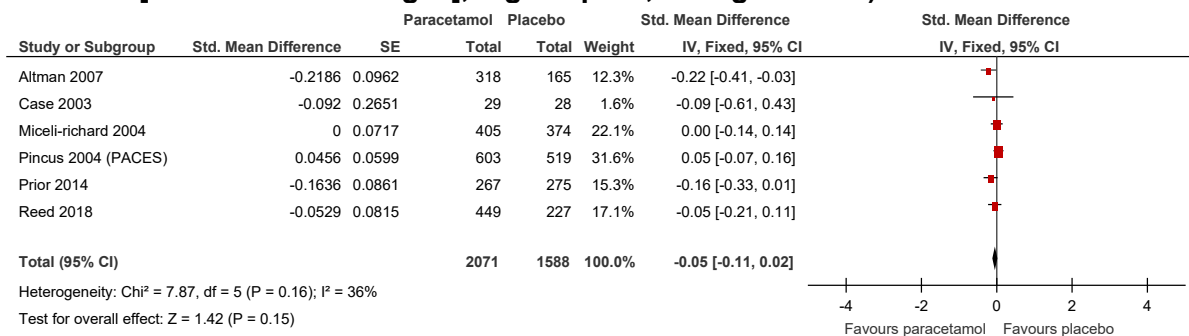 Paracetamol Placebo Std. Mean Difference Std. Mean Difference
Study or Subgroup Std. Mean Difference SE Total Total Weight IV, Fixed, 95% CI IV, Fixed, 95% CI
Altman 2007 -0.2186 0.0962 318 165 12.3% -0.22 [-0.41, -0.03]
Case 2003 -0.092 0.2651 29 28 1.6% -0.09 [-0.61, 0.43]
Miceli-richard 2004 0 0.0717 405 374 22.1% 0.00 [-0.14, 0.14]
Pincus 2004 (PACES) 0.0456 0.0599 603 519 31.6% 0.05 [-0.07, 0.16]
Prior 2014 -0.1636 0.0861 267 275 15.3% -0.16 [-0.33, 0.01]
Reed 2018 -0.0529 0.0815 449 227 17.1% -0.05 [-0.21, 0.11]
Total (95% CI) 2071 1588 100.0% -0.05 [-0.11, 0.02]
Heterogeneity: Chi² = 7.87, df = 5 (P = 0.16); I² = 36%
Test for overall effect: Z = 1.42 (P = 0.15)
-4 -2 0 2 4
Favours paracetamol Favours placebo